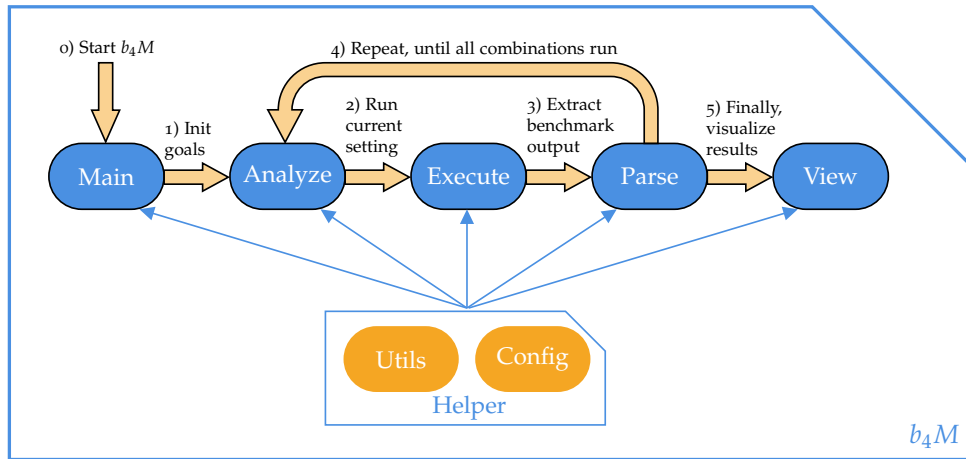 0) Start b₄M
4) Repeat, until all combinations run
1) Init
goals
2) Run
current
setting
3) Extract
benchmark
output
5) Finally,
visualize
results
Main
Analyze
Execute
Parse
View
Utils
Config
Helper
b₄M